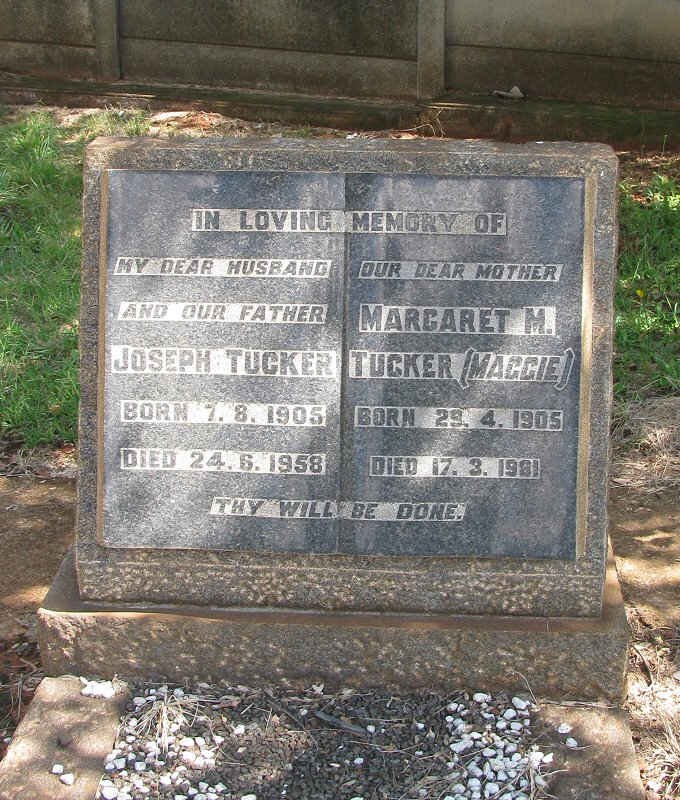 IN LOVING MEMORY OF
MY DEAR HUSBAND
AND OUR FATHER
JOSEPH TUCKER
BORN 7. 8. 1905
DIED 24. 6. 1958
OUR DEAR MOTHER
MARGARET M.
TUCKER (MAGGIE)
BORN 29. 4. 1905
DIED 17. 3. 1981
THY WILL BE DONE.